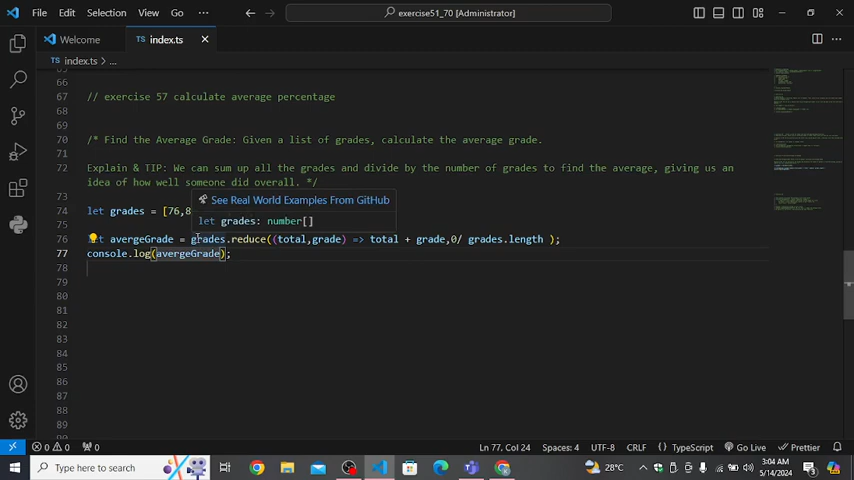 File Edit Selection View Go ··· exercise51_70 [Administrator]
Welcome TS index.ts
TS index.ts > ...
66
67 // exercise 57 calculate average percentage
68
69
70 /* Find the Average Grade: Given a list of grades, calculate the average grade.
71
72 Explain & TIP: We can sum up all the grades and divide by the number of grades to find the average, giving us an
idea of how well someone did overall. */
73
See Real World Examples From GitHub
let grades: number[]
74 let grades = [76,8
75
76 avergeGrade = grades.reduce((total,grade) => total + grade,0/ grades.length );
77 console.log(avergeGrade);
78
79
80
81
82
83
84
85
86
87
88
89
0 0 0 Ln 77, Col 24 Spaces: 4 UTF-8 CRLF {} TypeScript Go Live Prettier
Type here to search 28°C 3:04 AM
5/14/2024